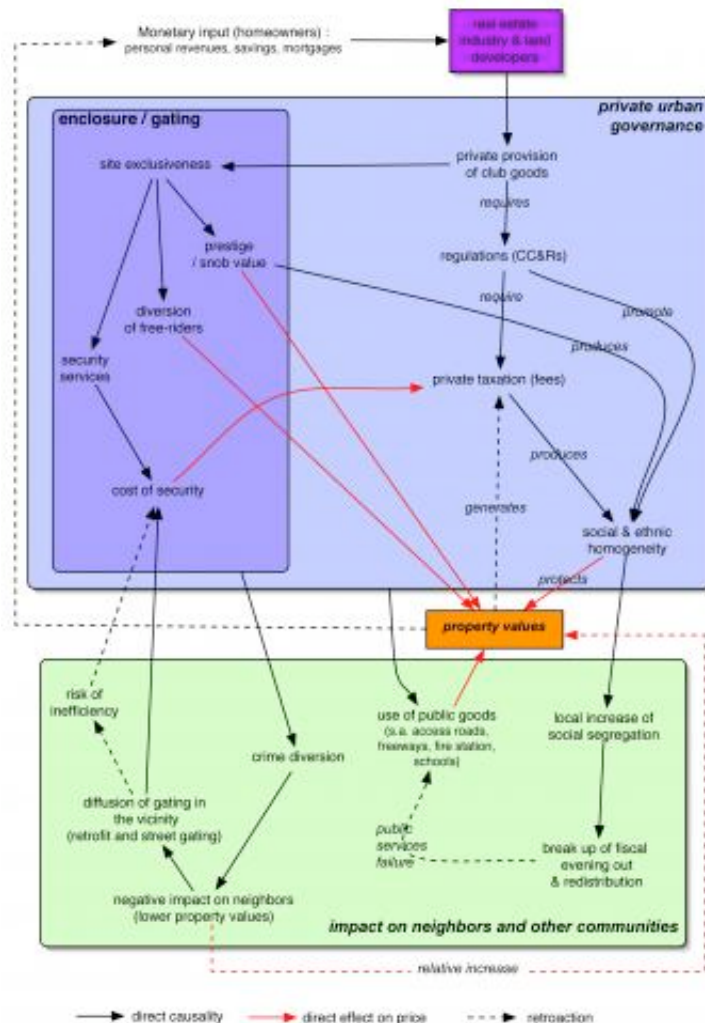 Monetary input (homeowners) :
personal revenues, savings, mortgages
real estate
industry & land
developers
private urban
governance
enclosure / gating
site exclusiveness
private provision
of club goods
requires
prestige
/ snob value
regulations (CC&Rs)
require
promote
diversion
of free-riders
produces
security
services
private taxation (fees)
produces
cost of security
generates
social & ethnic
homogeneity
protects
property values
risk of
inefficiency
use of public goods
(s.a. access roads,
freeways, fire station,
schools)
local increase of
social segregation
crime diversion
diffusion of gating in
the vicinity
(retrofit and street gating)
public
services
failure
break up of fiscal
evening out
& redistribution
negative impact on neighbors
(lower property values)
impact on neighbors and other communities
relative increase
direct causality
direct effect on price
retroaction